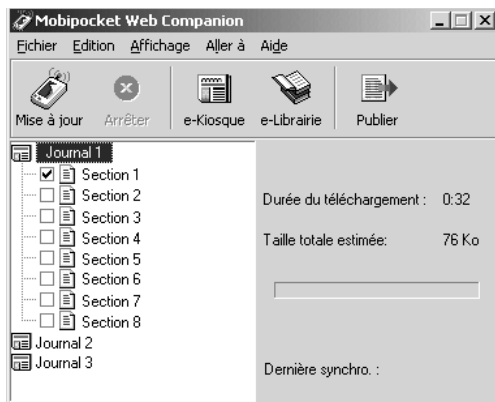 Mobipocket Web Companion
Fichier Edition Affichage Aller à Aide
Mise à jour Arrêter e-Kiosque e-Librairie Publier
Journal 1
Section 1
Section 2
Section 3
Section 4
Section 5
Section 6
Section 7
Section 8
Journal 2
Journal 3
Durée du téléchargement : 0:32
Taille totale estimée: 76 Ko
Dernière synchro. :